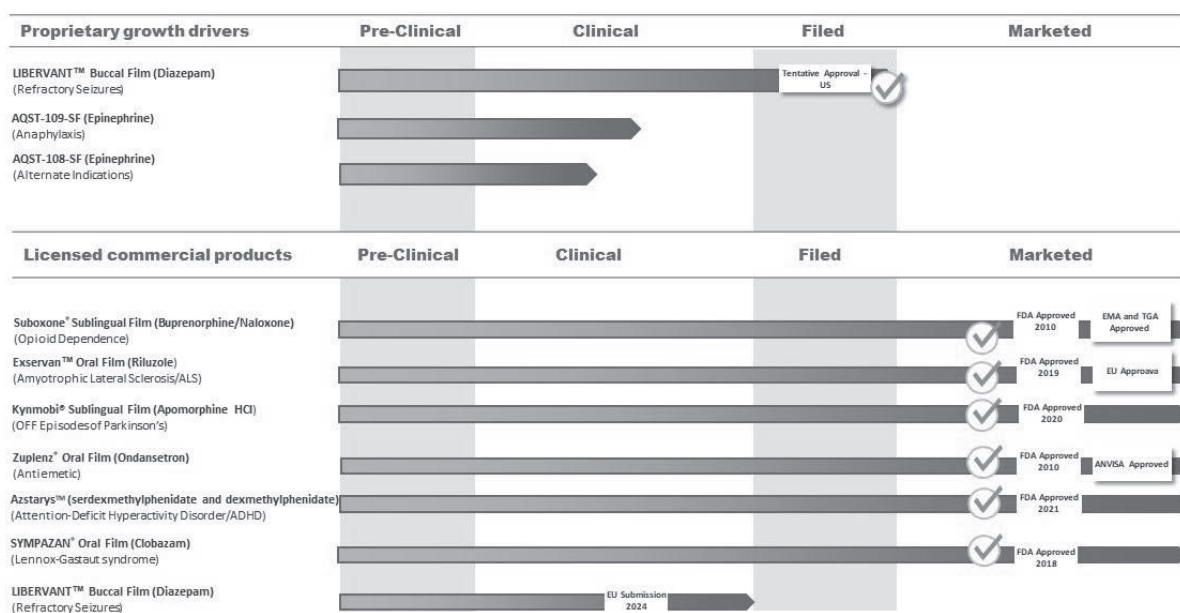 Proprietary growth drivers Pre-Clinical Clinical Filed Marketed
LIBERVANT™ Buccal Film (Diazepam)
(Refractory Seizures)
Tentative Approval -
US
AQST-109-SF (Epinephrine)
(Anaphylaxis)
AQST-108-SF (Epinephrine)
(Alternate Indications)
Licensed commercial products Pre-Clinical Clinical Filed Marketed
Suboxone® Sublingual Film (Buprenorphine/Naloxone)
(Opioid Dependence)
FDA Approved
2010
EMA and TGA
Approved
Exservan™ Oral Film (Riluzole)
(Amyotrophic Lateral Sclerosis/ALS)
FDA Approved
2019
EU Approava
Kynmobi® Sublingual Film (Apomorphine HCI)
(OFF Episodes of Parkinson's)
FDA Approved
2020
Zuplenz® Oral Film (Ondansetron)
(Antiemetic)
FDA Approved
2010
ANVISA Approved
Azstarys™ (serdexmethylphenidate and dexmethylphenidate)
(Attention-Deficit Hyperactivity Disorder/ADHD)
FDA Approved
2021
SYMPAZAN® Oral Film (Clobazam)
(Lennox-Gastaut syndrome)
FDA Approved
2018
LIBERVANT™ Buccal Film (Diazepam)
(Refractory Seizures)
EU Submission
2024